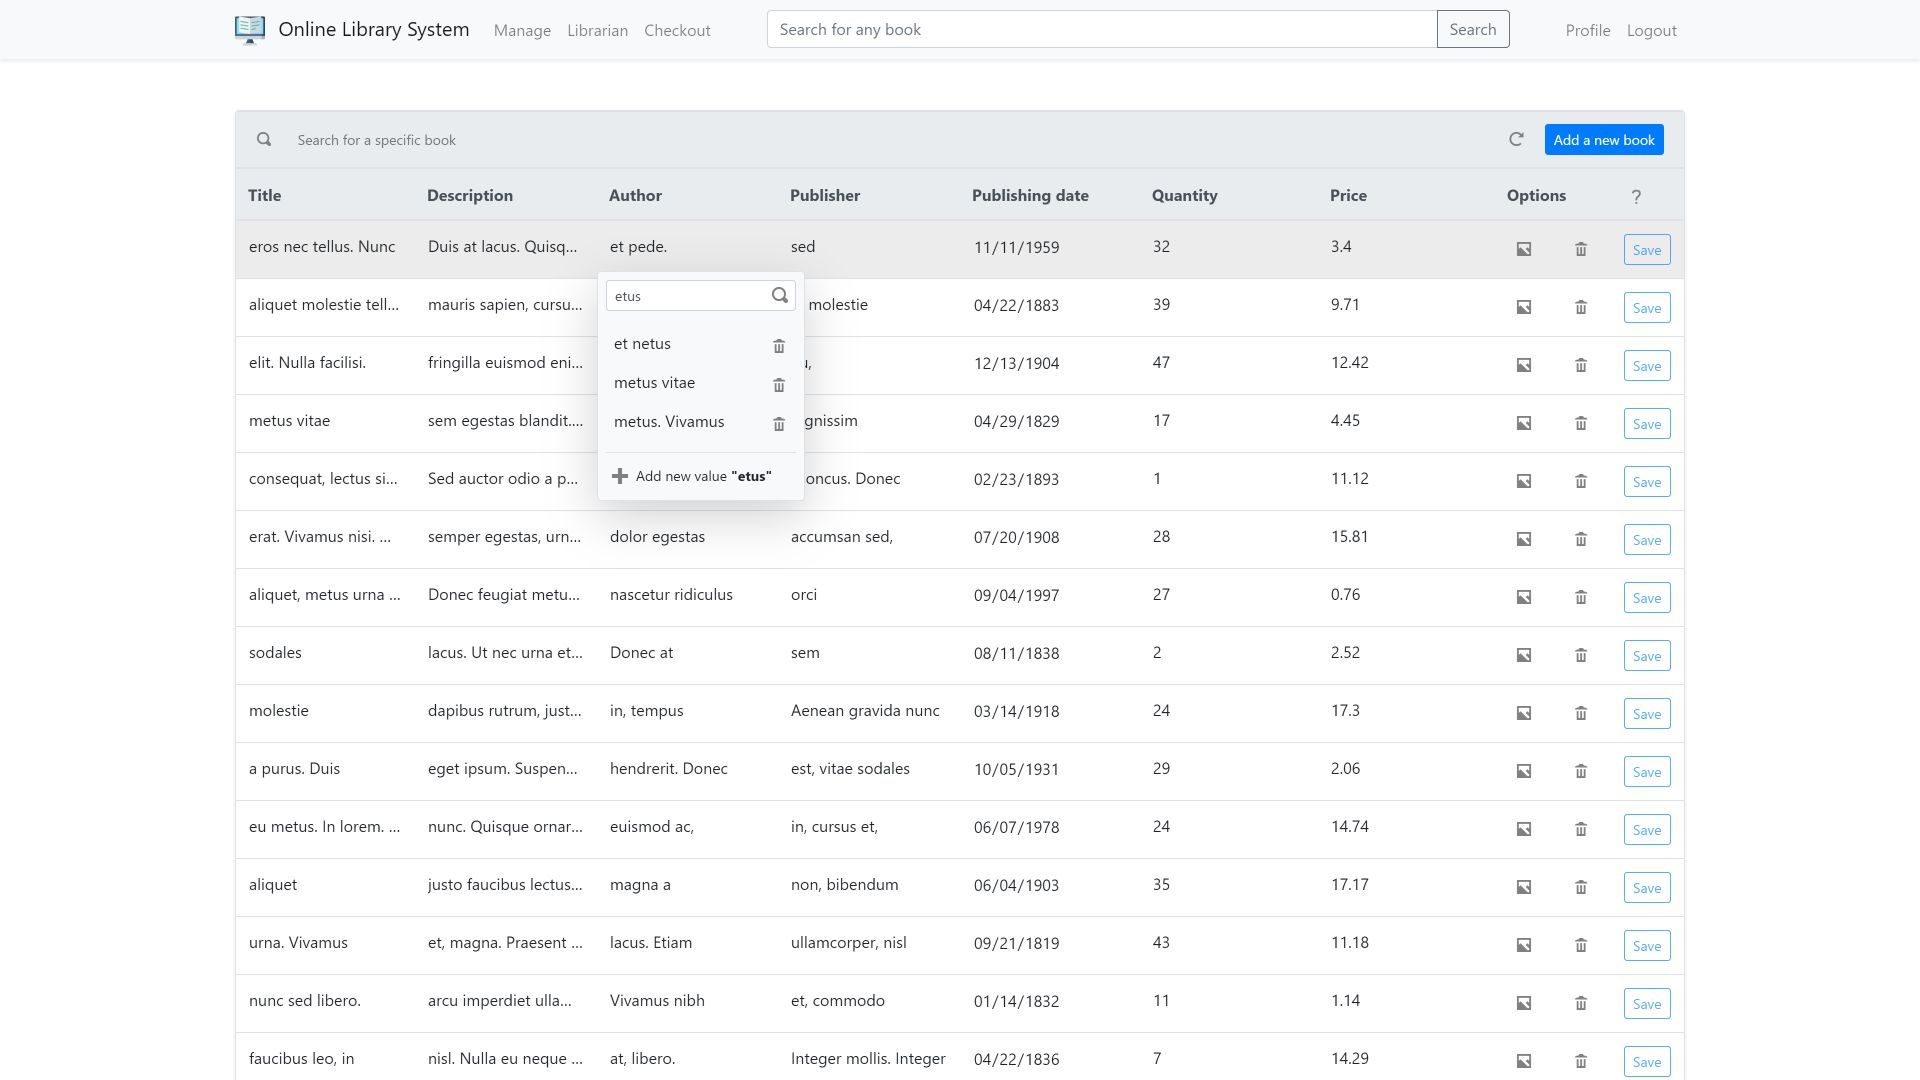 Online Library System Manage Librarian Checkout Search for any book Search Profile Logout
Search for a specific book Add a new book
Title Description Author Publisher Publishing date Quantity Price Options ?
eros nec tellus. Nunc Duis at lacus. Quisq... et pede. sed 11/11/1959 32 3.4 Save
etus
aliquet molestie tell... mauris sapien, cursu... molestie 04/22/1883 39 9.71 Save
et netus
elit. Nulla facilisi. fringilla euismod eni... 12/13/1904 47 12.42 Save
metus vitae
metus vitae sem egestas blandit.... metus. Vivamus 04/29/1829 17 4.45 Save
consequat, lectus si... Sed auctor odio a p... Add new value "etus" Donec 02/23/1893 1 11.12 Save
erat. Vivamus nisi. ... semper egestas, urn... dolor egestas accumsan sed, 07/20/1908 28 15.81 Save
aliquet, metus urna ... Donec feugiat metu... nascetur ridiculus orci 09/04/1997 27 0.76 Save
sodales lacus. Ut nec urna et... Donec at sem 08/11/1838 2 2.52 Save
molestie dapibus rutrum, just... in, tempus Aenean gravida nunc 03/14/1918 24 17.3 Save
a purus. Duis eget ipsum. Suspen... hendrerit. Donec est, vitae sodales 10/05/1931 29 2.06 Save
eu metus. In lorem. ... nunc. Quisque ornar... euismod ac, in, cursus et, 06/07/1978 24 14.74 Save
aliquet justo faucibus lectus... magna a non, bibendum 06/04/1903 35 17.17 Save
urna. Vivamus et, magna. Praesent ... lacus. Etiam ullamcorper, nisl 09/21/1819 43 11.18 Save
nunc sed libero. arcu imperdiet ulla... Vivamus nibh et, commodo 01/14/1832 11 1.14 Save
faucibus leo, in nisl. Nulla eu neque ... at, libero. Integer mollis. Integer 04/22/1836 7 14.29 Save